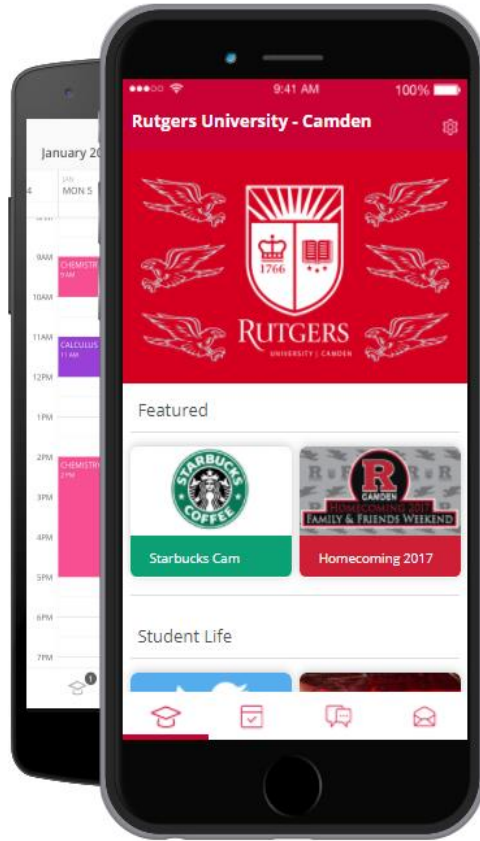 January 20
4
JAN
MON 5
9AM
CHEMISTR
9 AM
10AM
11AM
CALCULUS
11 AM
12PM
1PM
2PM
CHEMISTRY
2 PM
3PM
4PM
5PM
6PM
7PM
1
9:41 AM
100%
Rutgers University - Camden
1766
RUTGERS
UNIVERSITY | CAMDEN
Featured
STARBUCKS
COFFEE
Starbucks Cam
R
CAMDEN
HOMECOMING 2017
FAMILY & FRIENDS WEEKEND
Homecoming 2017
Student Life